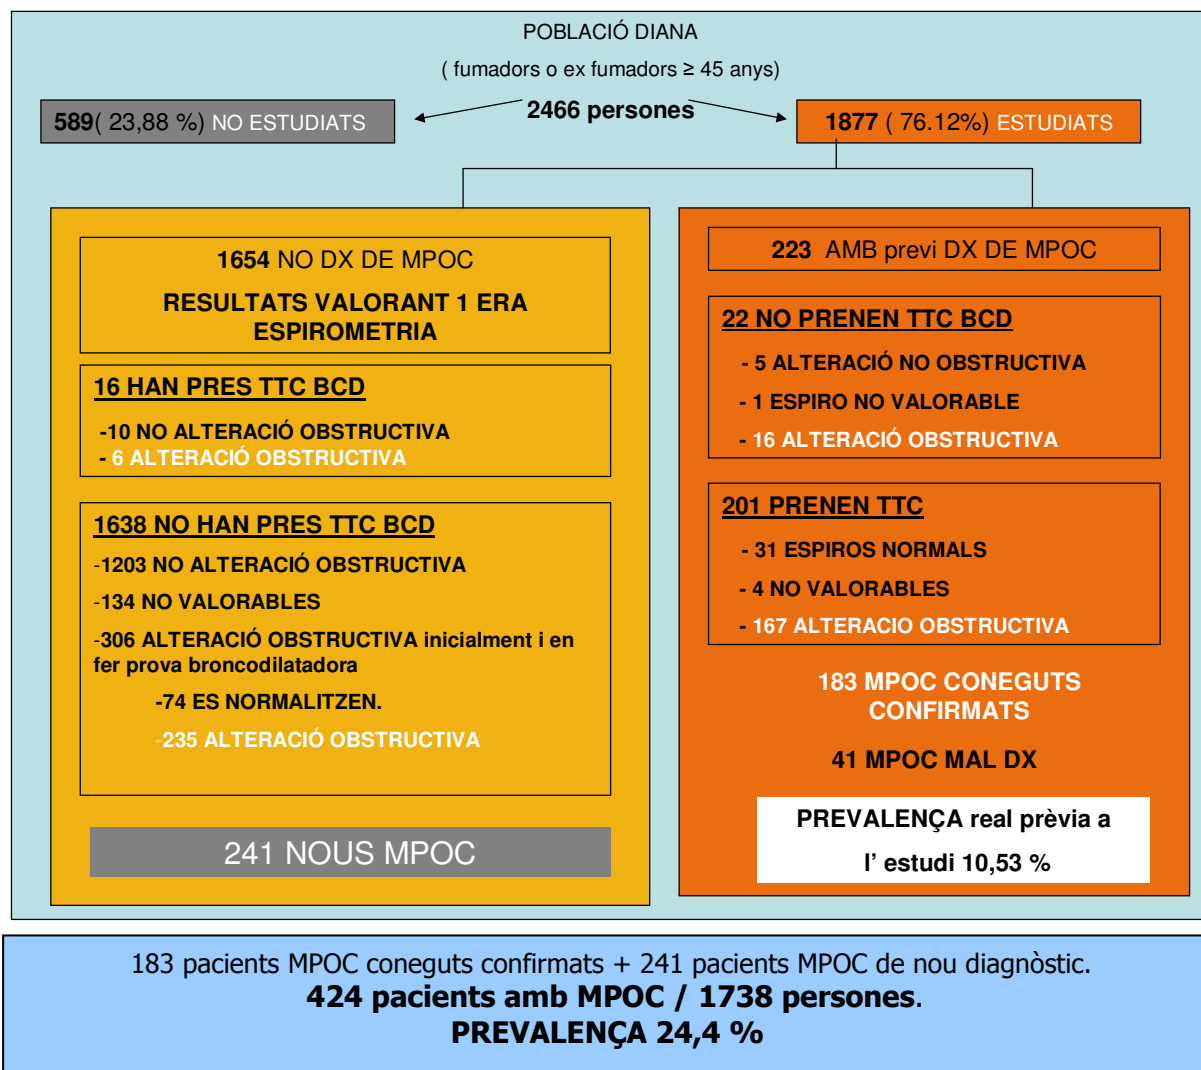 POBLACIÓ DIANA
( fumadors o ex fumadors ≥ 45 anys)
2466 persones
589( 23,88 %) NO ESTUDIATS
1877 ( 76.12%) ESTUDIATS
1654 NO DX DE MPOC
RESULTATS VALORANT 1 ERA
ESPIROMETRIA
16 HAN PRES TTC BCD
-10 NO ALTERACIÓ OBSTRUCTIVA
- 6 ALTERACIÓ OBSTRUCTIVA
1638 NO HAN PRES TTC BCD
-1203 NO ALTERACIÓ OBSTRUCTIVA
-134 NO VALORABLES
-306 ALTERACIÓ OBSTRUCTIVA inicialment i en
fer prova broncodilatadora
-74 ES NORMALITZEN.
-235 ALTERACIÓ OBSTRUCTIVA
241 NOUS MPOC
223 AMB previ DX DE MPOC
22 NO PRENEN TTC BCD
- 5 ALTERACIÓ NO OBSTRUCTIVA
- 1 ESPIRO NO VALORABLE
- 16 ALTERACIÓ OBSTRUCTIVA
201 PRENEN TTC
- 31 ESPIROS NORMALS
- 4 NO VALORABLES
- 167 ALTERACIO OBSTRUCTIVA
183 MPOC CONEGUTS
CONFIRMATS
41 MPOC MAL DX
PREVALENÇA real prèvia a
l' estudi 10,53 %
183 pacients MPOC coneguts confirmats + 241 pacients MPOC de nou diagnòstic.
424 pacients amb MPOC / 1738 persones.
PREVALENÇA 24,4 %